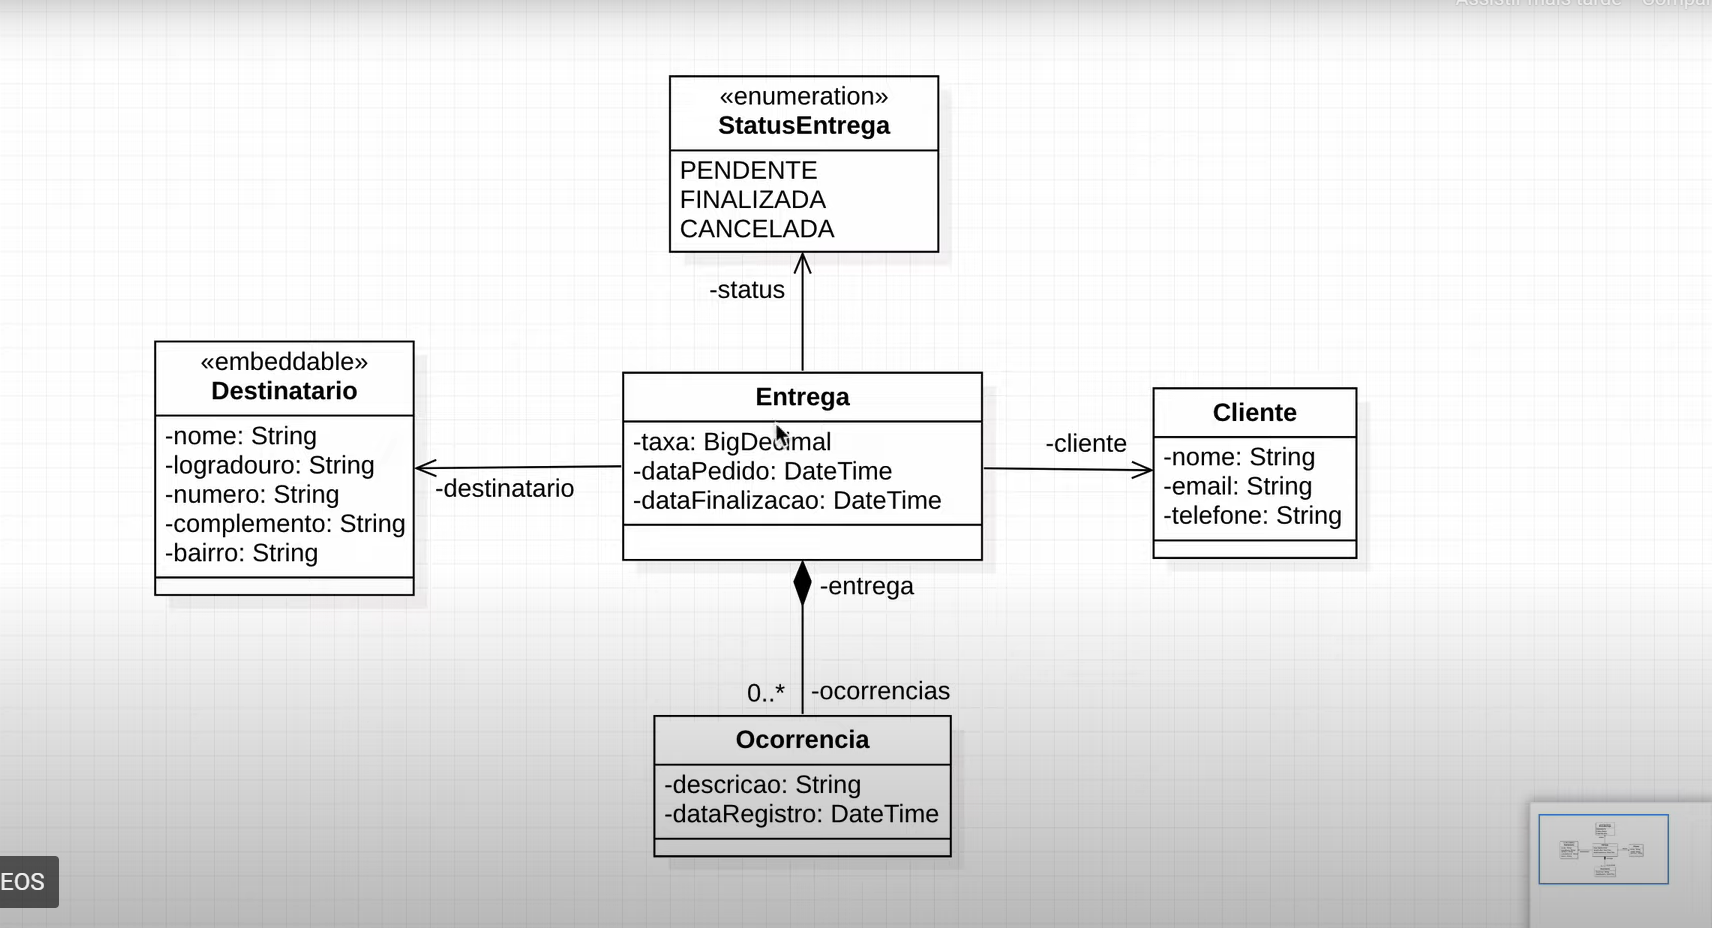 «enumeration»
StatusEntrega
PENDENTE
FINALIZADA
CANCELADA
-status
«embeddable»
Destinatario
-nome: String
-logradouro: String
-numero: String
-complemento: String
-bairro: String
-destinatario
Entrega
-taxa: BigDecimal
-dataPedido: DateTime
-dataFinalizacao: DateTime
-cliente
Cliente
-nome: String
-email: String
-telefone: String
-entrega
0..*
-ocorrencias
Ocorrencia
-descricao: String
-dataRegistro: DateTime
EOS